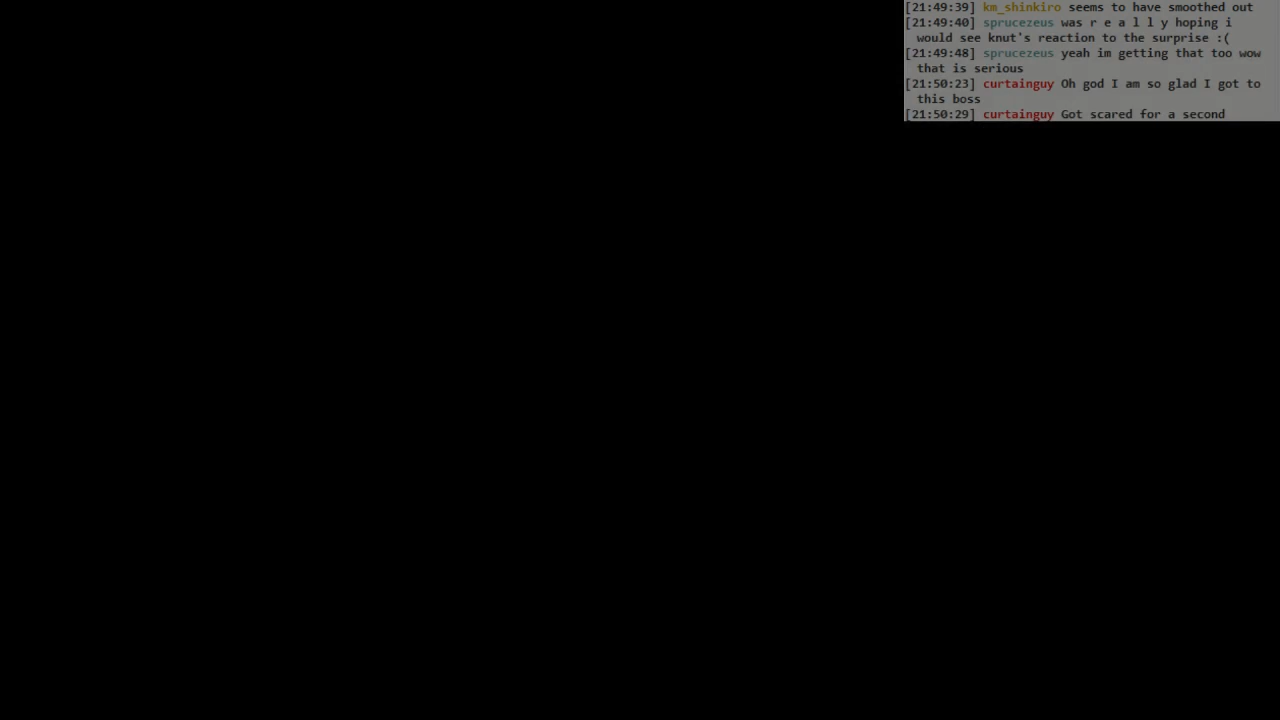 [21:49:39] km_shinkiro seems to have smoothed out
[21:49:40] sprucezeus was r e a l l y hoping i
would see knut's reaction to the surprise :(
[21:49:48] sprucezeus yeah im getting that too wow
that is serious
[21:50:23] curtainguy Oh god I am so glad I got to
this boss
[21:50:29] curtainguy Got scared for a second